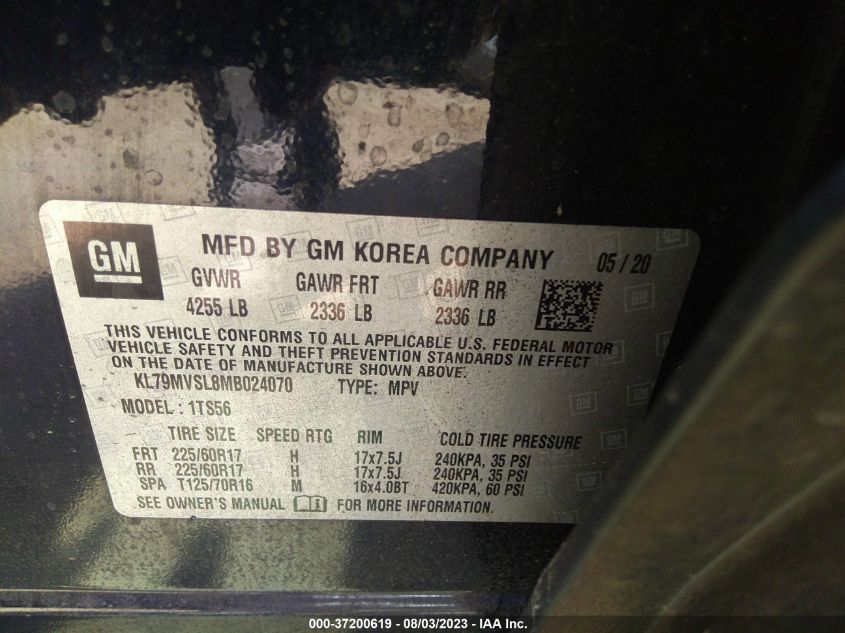 GM MFD BY GM KOREA COMPANY 05/20
GVWR GAWR FRT GAWR RR
4255 LB 2336 LB 2336 LB
THIS VEHICLE CONFORMS TO ALL APPLICABLE U.S. FEDERAL MOTOR
VEHICLE SAFETY AND THEFT PREVENTION STANDARDS IN EFFECT
ON THE DATE OF MANUFACTURE SHOWN ABOVE.
KL79MVSL8MB024070 TYPE: MPV
MODEL: 1TS56
TIRE SIZE SPEED RTG RIM COLD TIRE PRESSURE
FRT 225/60R17 H 17x7.5J 240KPA, 35 PSI
RR 225/60R17 H 17x7.5J 240KPA, 35 PSI
SPA T125/70R16 M 16x4.0BT 420KPA, 60 PSI
SEE OWNER'S MANUAL FOR MORE INFORMATION.
000-37200619 - 08/03/2023 - IAA Inc.